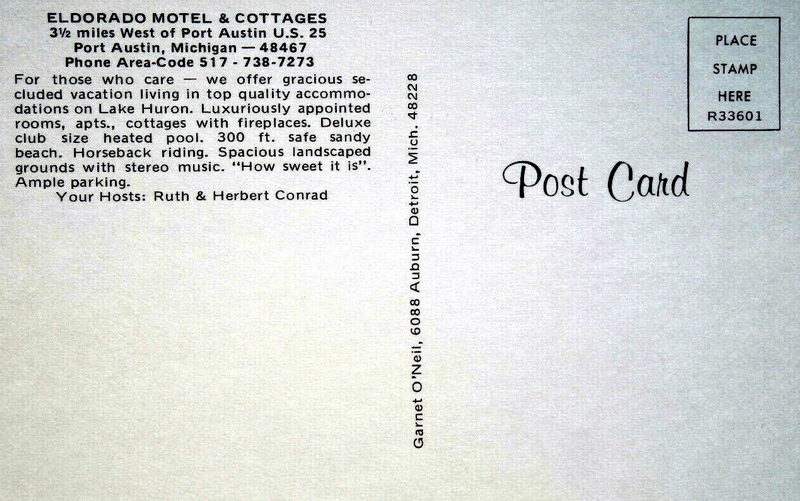 ELDORADO MOTEL & COTTAGES
3½ miles West of Port Austin U.S. 25
Port Austin, Michigan — 48467
Phone Area-Code 517 - 738-7273
For those who care — we offer gracious se-
cluded vacation living in top quality accommo-
dations on Lake Huron. Luxuriously appointed
rooms, apts., cottages with fireplaces. Deluxe
club size heated pool. 300 ft. safe sandy
beach. Horseback riding. Spacious landscaped
grounds with stereo music. "How sweet it is".
Ample parking.
Your Hosts: Ruth & Herbert Conrad
Garnet O'Neil, 6088 Auburn, Detroit, Mich. 48228
PLACE
STAMP
HERE
R33601
Post Card